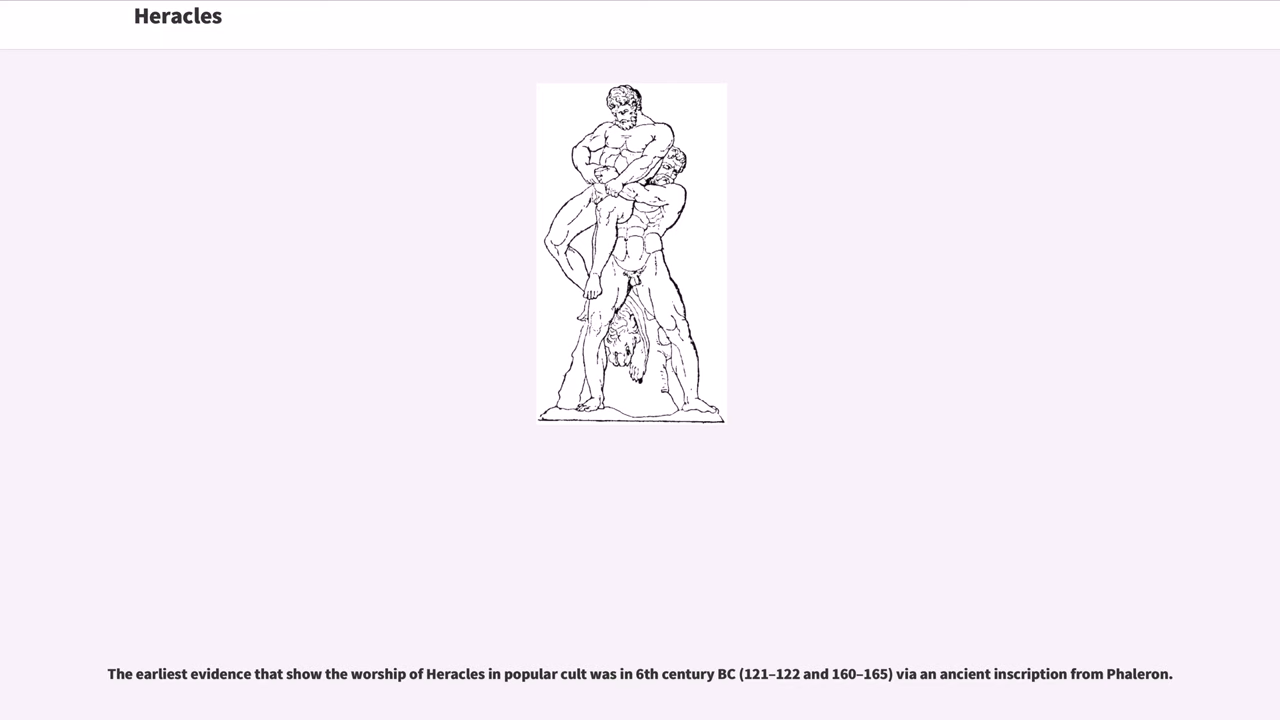 Heracles
The earliest evidence that show the worship of Heracles in popular cult was in 6th century BC (121–122 and 160–165) via an ancient inscription from Phaleron.